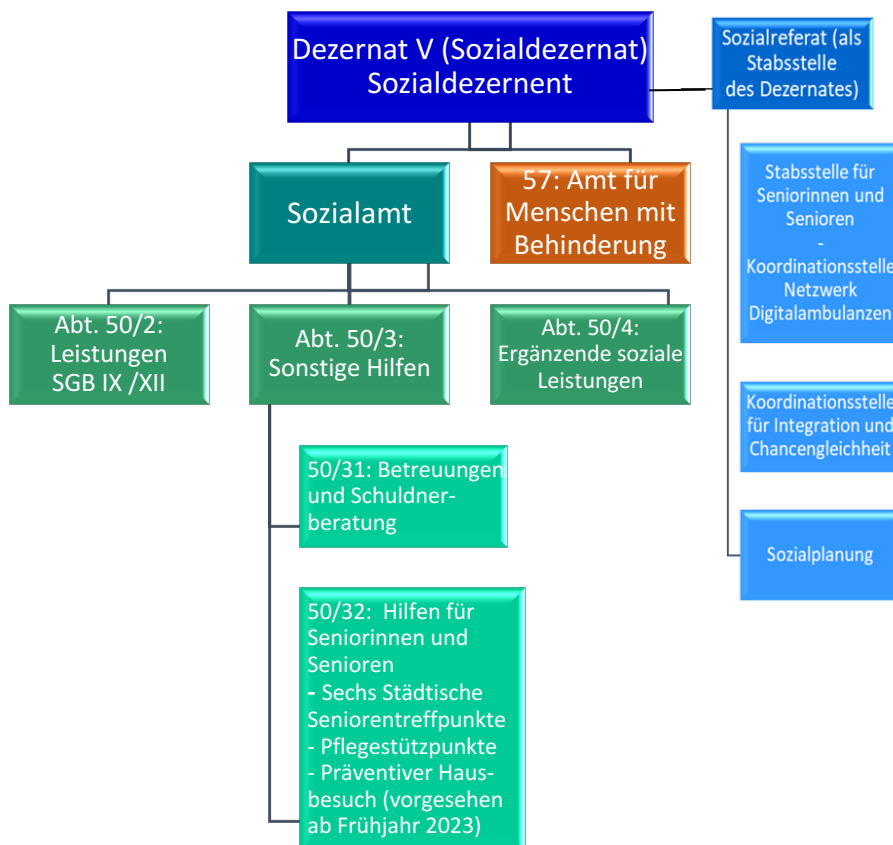 Dezernat V (Sozialdezernat)
Sozialdezernent
Sozialreferat (als
Stabsstelle
des Dezernates)
Sozialamt
57: Amt für
Menschen mit
Behinderung
Stabsstelle für
Seniorinnen und
Senioren
-
Koordinationsstelle
Netzwerk
Digitalambulanzen
Abt. 50/2:
Leistungen
SGB IX /XII
Abt. 50/3:
Sonstige Hilfen
Abt. 50/4:
Ergänzende soziale
Leistungen
Koordinationsstelle
für Integration und
Chancengleichheit
50/31: Betreuungen
und Schuldner-
beratung
Sozialplanung
50/32: Hilfen für
Seniorinnen und
Senioren
- Sechs Städtische
Seniorentreffpunkte
- Pflegestützpunkte
- Präventiver Haus-
besuch (vorgesehen
ab Frühjahr 2023)